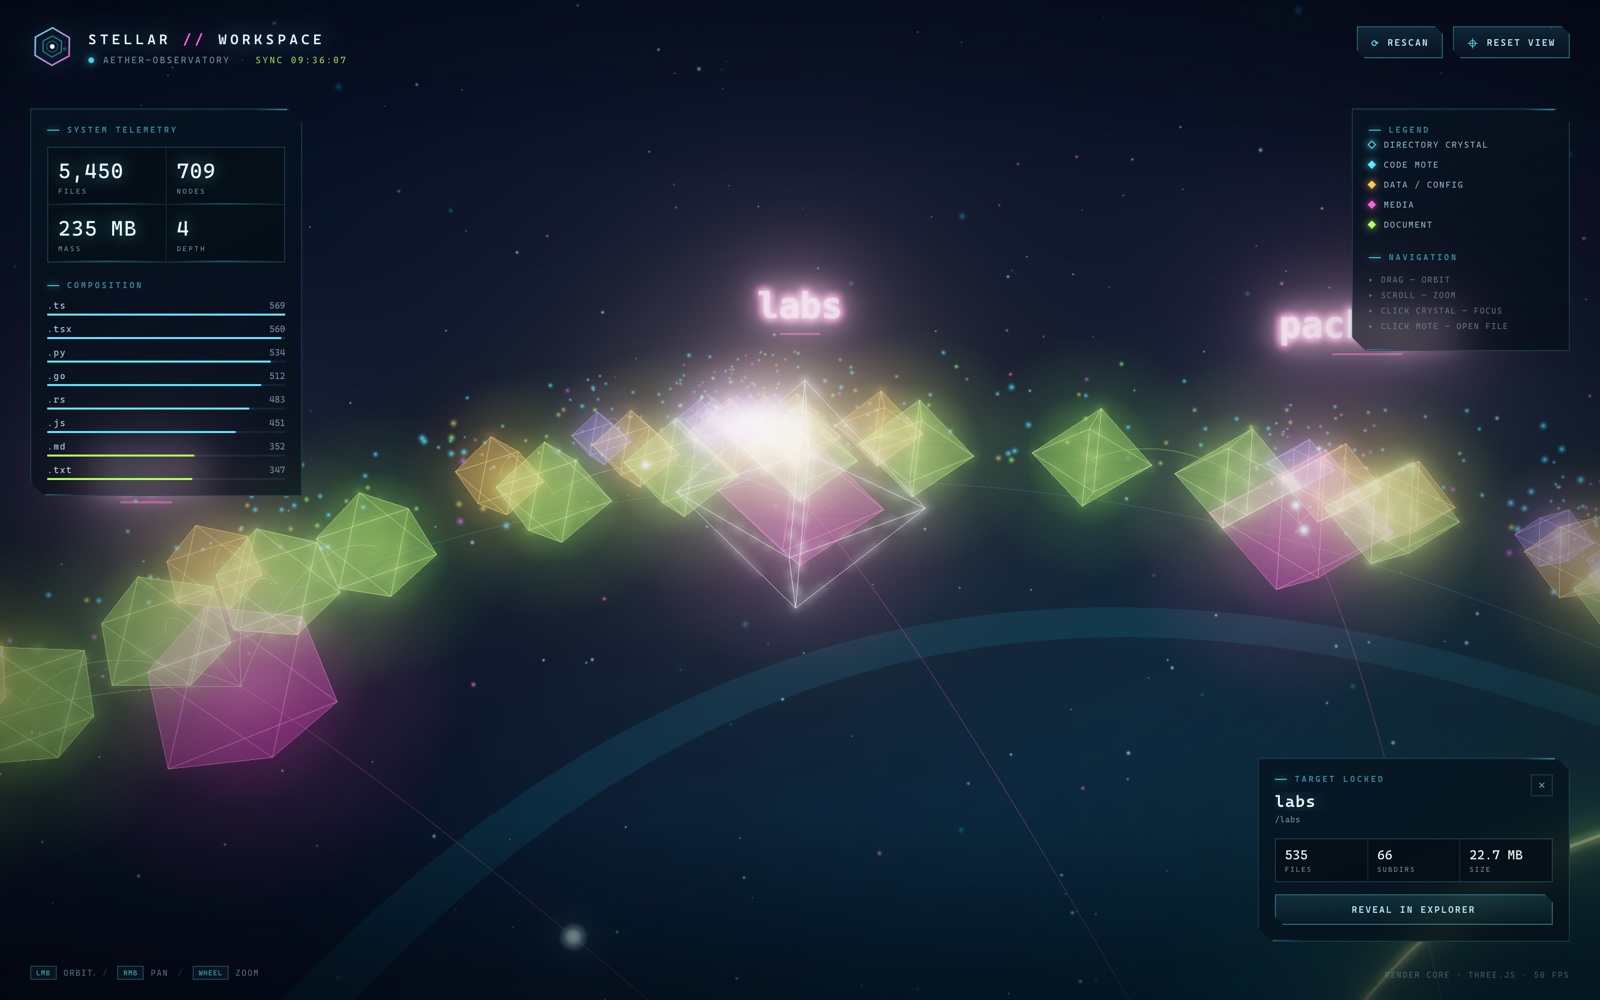 STELLAR // WORKSPACE
AETHER-OBSERVATORY · SYNC 09:36:07
⟳ RESCAN
⌖ RESET VIEW
SYSTEM TELEMETRY
5,450
FILES
709
NODES
235 MB
MASS
4
DEPTH
COMPOSITION
.ts 569
.tsx 560
.py 534
.go 512
.rs 483
.js 451
.md 352
.txt 347
labs
pack
LEGEND
DIRECTORY CRYSTAL
CODE MOTE
DATA / CONFIG
MEDIA
DOCUMENT
NAVIGATION
▸ DRAG – ORBIT
▸ SCROLL – ZOOM
▸ CLICK CRYSTAL – FOCUS
▸ CLICK MOTE – OPEN FILE
TARGET LOCKED
×
labs
/labs
535
FILES
66
SUBDIRS
22.7 MB
SIZE
REVEAL IN EXPLORER
LMB ORBIT / RMB PAN / WHEEL ZOOM
RENDER CORE · THREE.JS · 50 FPS